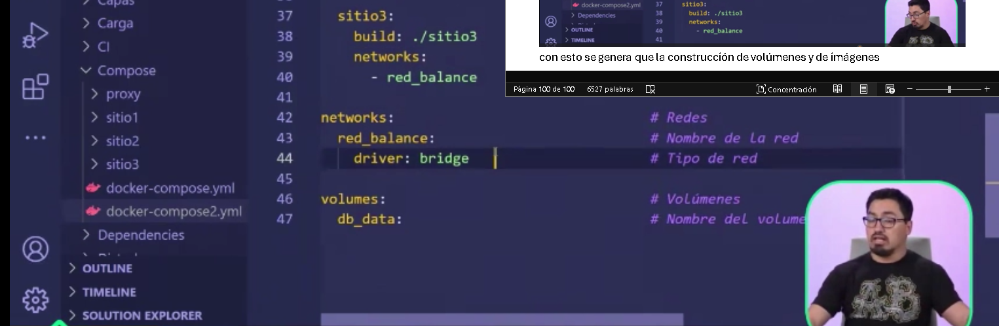 Capas
Carga
CI
Compose
proxy
sitio1
sitio2
sitio3
docker-compose.yml
docker-compose2.yml
Dependencies
OUTLINE
TIMELINE
SOLUTION EXPLORER
37 sitio3:
38 build: ./sitio3
39 networks:
40 - red_balance
41
42 networks: # Redes
43 red_balance: # Nombre de la red
44 driver: bridge # Tipo de red
45
46 volumes: # Volúmenes
47 db_data: # Nombre del volume
docker-compose2.yml
Dependencies
OUTLINE
TIMELINE
37 sitio3:
38 build: ./sitio3
39 networks:
40 - red_balance
41
con esto se genera que la construcción de volúmenes y de imágenes
Página 100 de 100 6527 palabras Concentración
AB